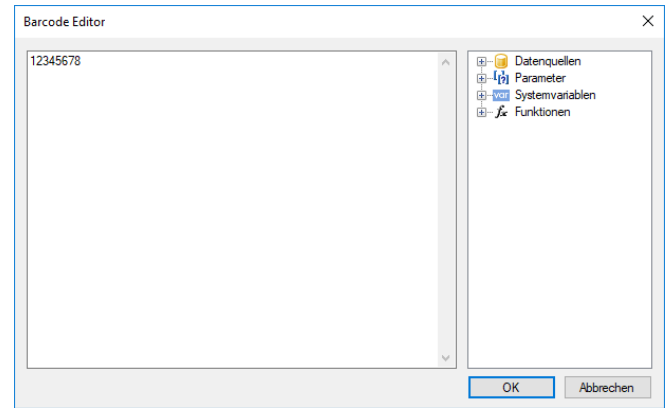 Barcode Editor
12345678
Datenquellen
[?] Parameter
var Systemvariablen
fx Funktionen
OK
Abbrechen